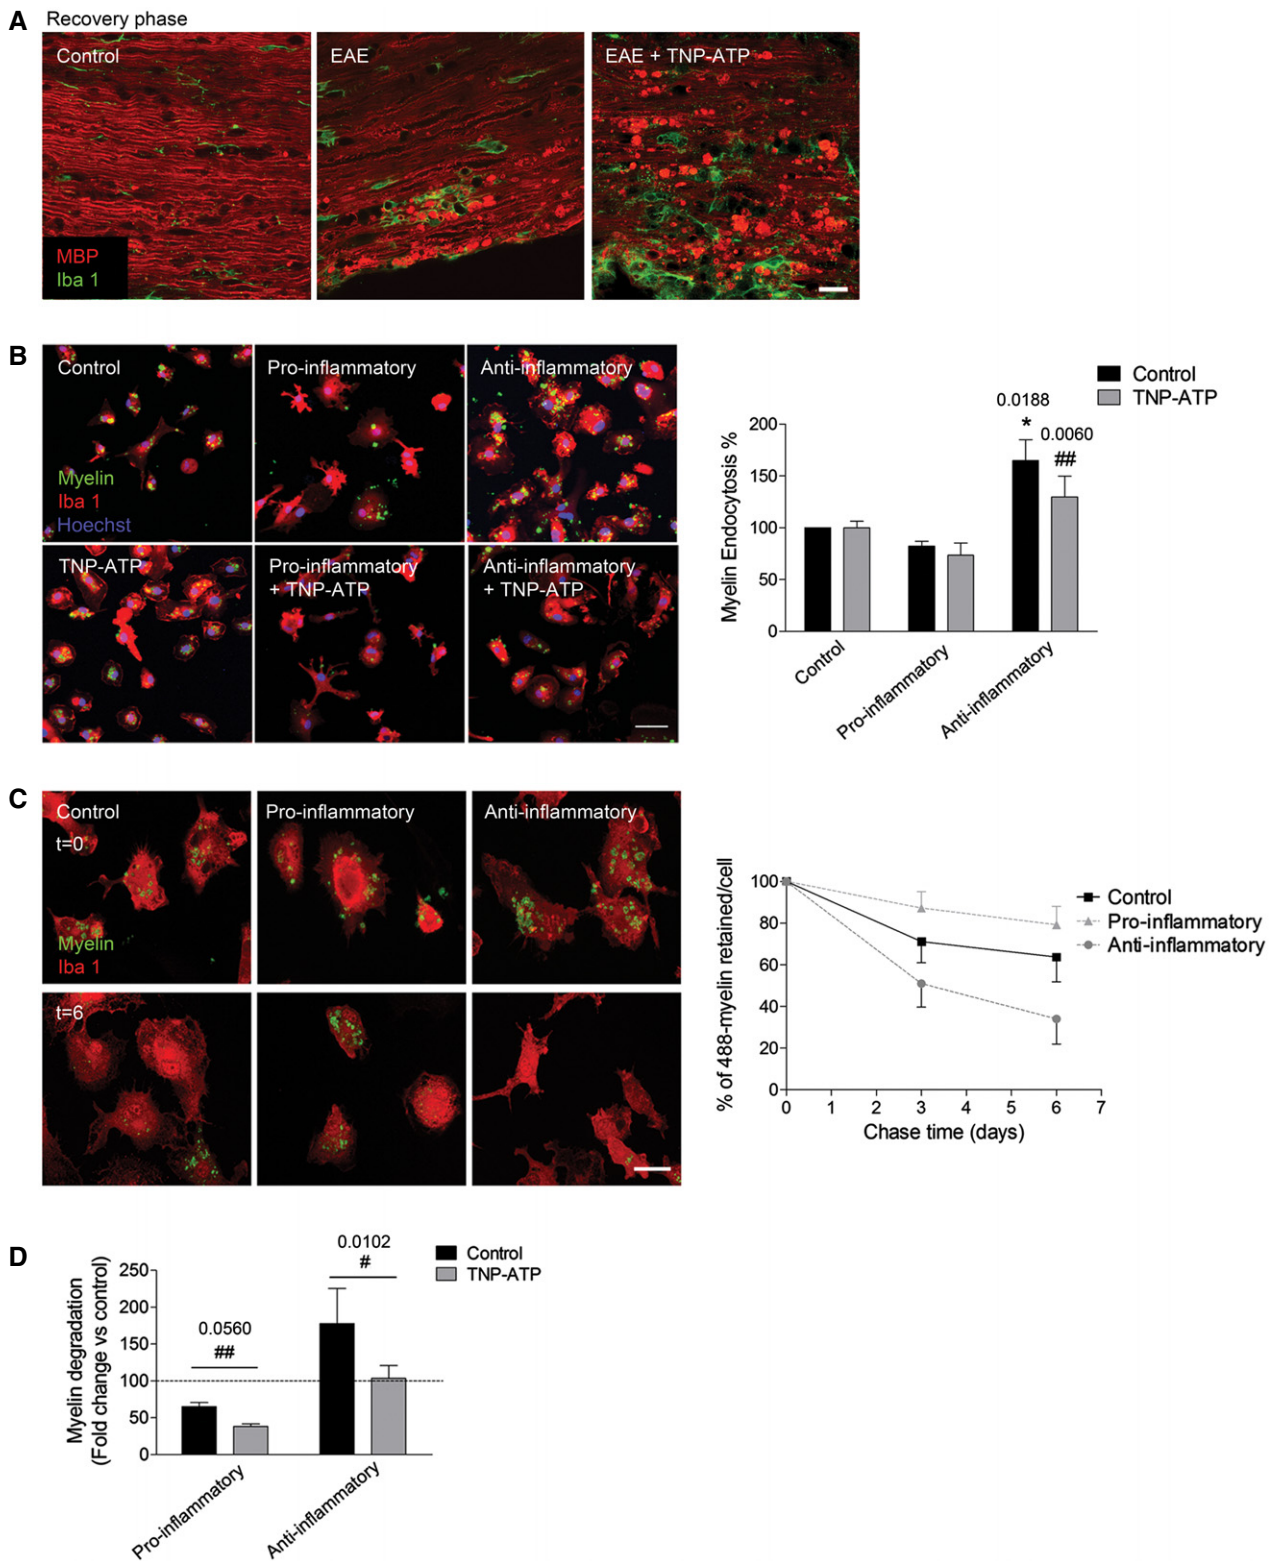 A Recovery phase
Control
EAE
EAE + TNP-ATP
MBP
Iba 1
B
Control
Pro-inflammatory
Anti-inflammatory
Myelin
Iba 1
Hoechst
TNP-ATP
Pro-inflammatory
+ TNP-ATP
Anti-inflammatory
+ TNP-ATP
Control
TNP-ATP
0.0188
*
0.0060
##
Myelin Endocytosis %
200
150
100
50
0
Control
Pro-inflammatory
Anti-inflammatory
C
Control
Pro-inflammatory
Anti-inflammatory
t=0
Myelin
Iba 1
t=6
% of 488-myelin retained/cell
100
80
60
40
20
0
0 1 2 3 4 5 6 7
Chase time (days)
Control
Pro-inflammatory
Anti-inflammatory
D
Myelin degradation
(Fold change vs control)
250
200
150
100
50
0
0.0560
##
0.0102
#
Control
TNP-ATP
Pro-inflammatory
Anti-inflammatory